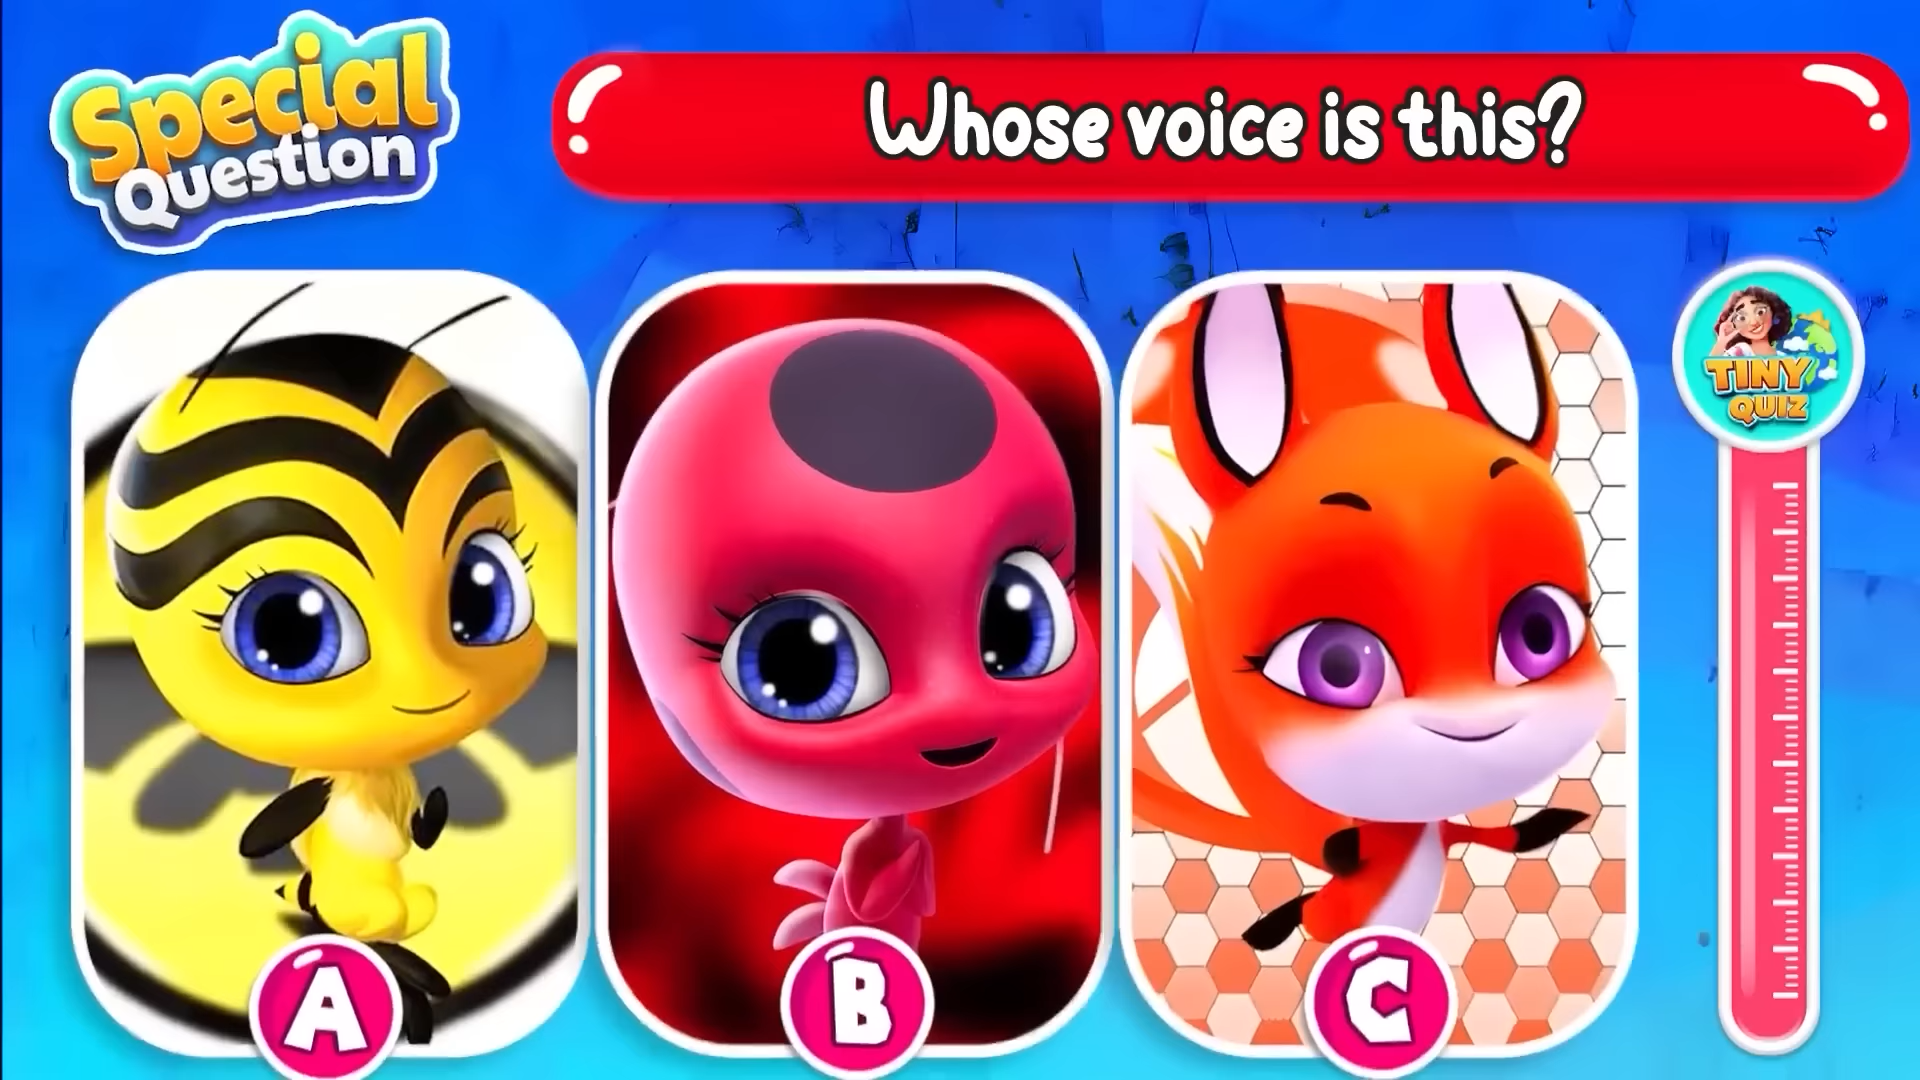 Special
Question
Whose voice is this?
TINY
QUIZ
A
B
C